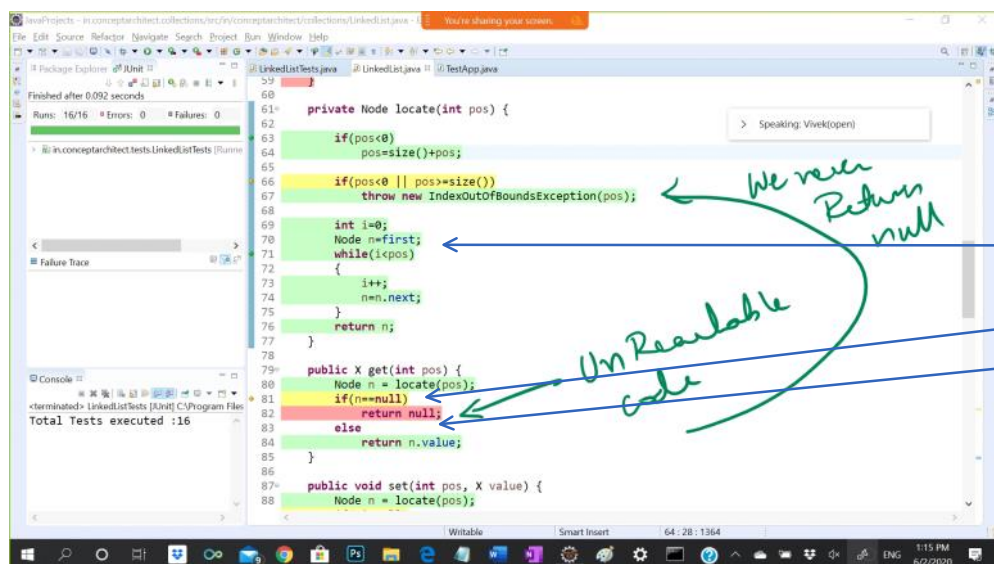 JavaProjects - in.conceptarchitect.collections/src/in/conceptarchitect/collections/LinkedList.java - E
You're sharing your screen.
File Edit Source Refactor Navigate Search Project Run Window Help
Package Explorer JUnit
LinkedListTests.java LinkedList.java TestApp.java
Finished after 0.092 seconds
Runs: 16/16 Errors: 0 Failures: 0
in.conceptarchitect.tests.LinkedListTests [Runne
Failure Trace
Console
<terminated> LinkedListTests [JUnit] C:\Program Files
Total Tests executed :16
59 }
60
61 private Node locate(int pos) {
62
63 if(pos<0)
64 pos=size()+pos;
65
66 if(pos<0 || pos>=size())
67 throw new IndexOutOfBoundsException(pos);
68
69 int i=0;
70 Node n=first;
71 while(i<pos)
72 {
73 i++;
74 n=n.next;
75 }
76 return n;
77 }
78
79 public X get(int pos) {
80 Node n = locate(pos);
81 if(n==null)
82 return null;
83 else
84 return n.value;
85 }
86
87 public void set(int pos, X value) {
88 Node n = locate(pos);
Speaking: Vivek(open)
We never
Return
null
UnReachable
code
Writable Smart Insert 64 : 28 : 1364
ENG 1:15 PM
6/2/2020